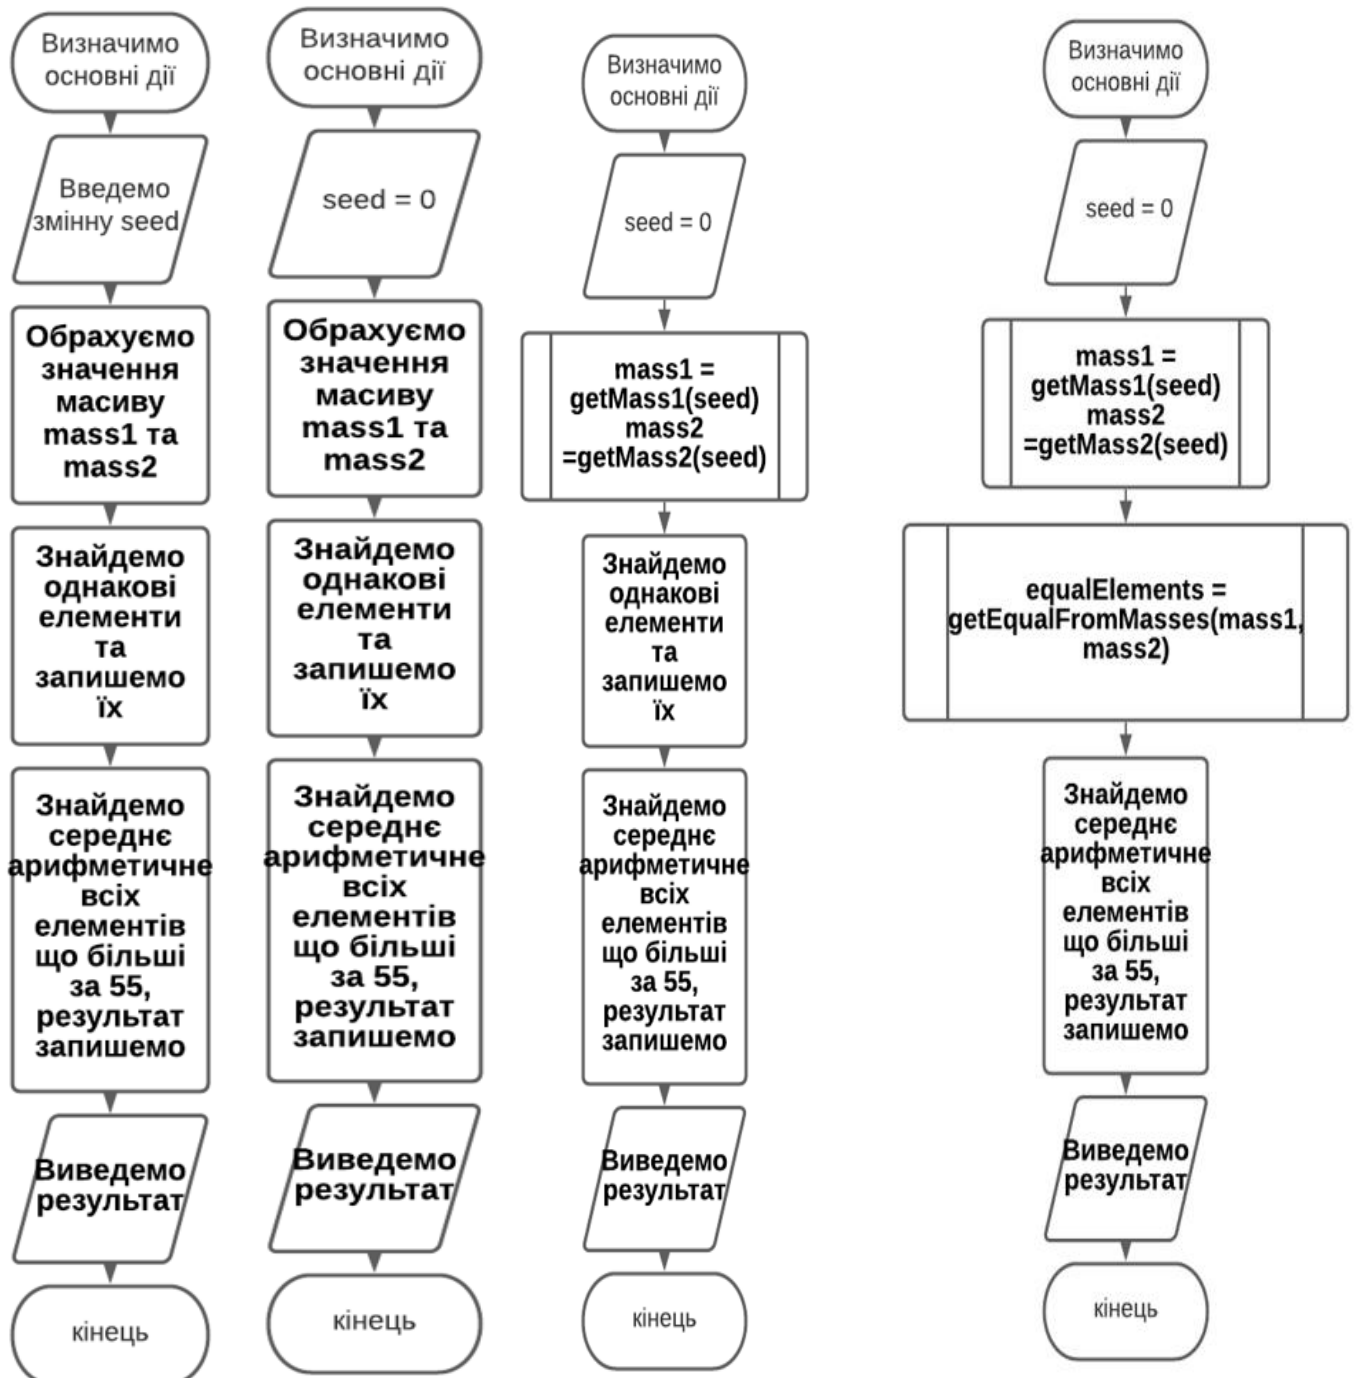 Визначимо
основні дії
Введемо
змінну seed
Обрахуємо
значення
масиву
mass1 та
mass2
Знайдемо
однакові
елементи
та
запишемо
їх
Знайдемо
середнє
арифметичне
всіх
елементів
що більші
за 55,
результат
запишемо
Виведемо
результат
кінець
Визначимо
основні дії
seed = 0
Обрахуємо
значення
масиву
mass1 та
mass2
Знайдемо
однакові
елементи
та
запишемо
їх
Знайдемо
середнє
арифметичне
всіх
елементів
що більші
за 55,
результат
запишемо
Виведемо
результат
кінець
Визначимо
основні дії
seed = 0
mass1 =
getMass1(seed)
mass2
=getMass2(seed)
Знайдемо
однакові
елементи
та
запишемо
їх
Знайдемо
середнє
арифметичне
всіх
елементів
що більші
за 55,
результат
запишемо
Виведемо
результат
кінець
Визначимо
основні дії
seed = 0
mass1 =
getMass1(seed)
mass2
=getMass2(seed)
equalElements =
getEqualFromMasses(mass1,
mass2)
Знайдемо
середнє
арифметичне
всіх
елементів
що більші
за 55,
результат
запишемо
Виведемо
результат
кінець